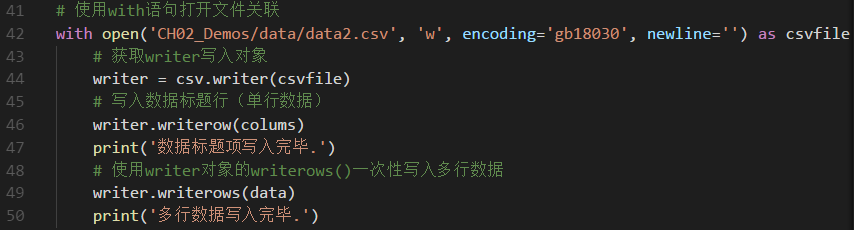 41 # 使用with语句打开文件关联
42 with open('CH02_Demos/data/data2.csv', 'w', encoding='gb18030', newline='') as csvfile
43 # 获取writer写入对象
44 writer = csv.writer(csvfile)
45 # 写入数据标题行（单行数据）
46 writer.writerow(colums)
47 print('数据标题项写入完毕.')
48 # 使用writer对象的writerows()一次性写入多行数据
49 writer.writerows(data)
50 print('多行数据写入完毕.')